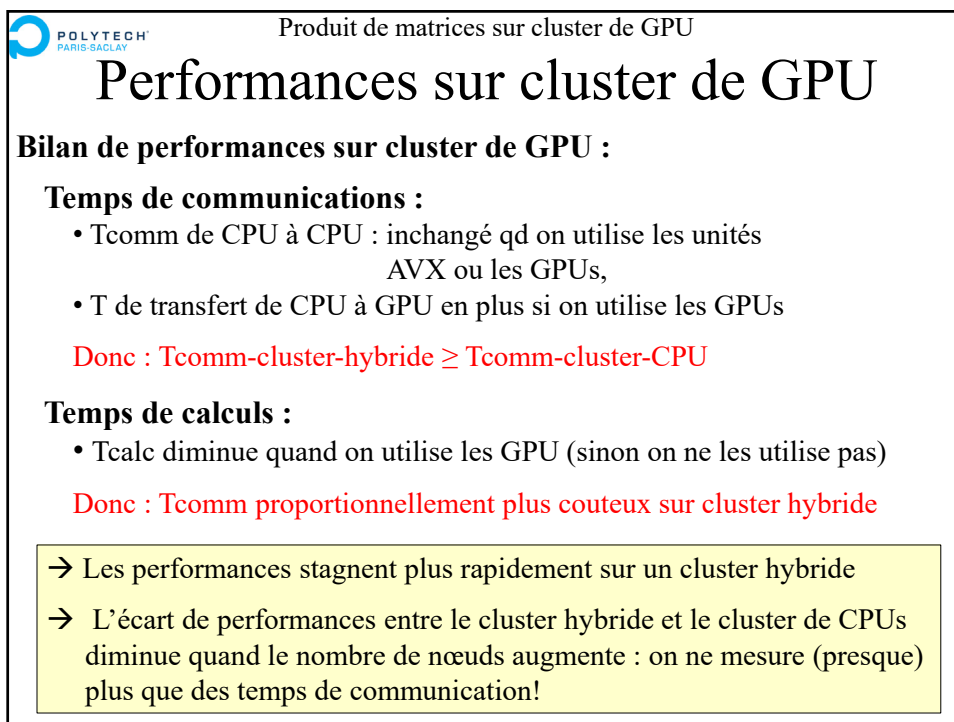 POLYTECH
PARIS-SACLAY
Produit de matrices sur cluster de GPU
Performances sur cluster de GPU
Bilan de performances sur cluster de GPU :
Temps de communications :
• Tcomm de CPU à CPU : inchangé qd on utilise les unités
AVX ou les GPUs,
• T de transfert de CPU à GPU en plus si on utilise les GPUs
Donc : Tcomm-cluster-hybride ≥ Tcomm-cluster-CPU
Temps de calculs :
• Tcalc diminue quand on utilise les GPU (sinon on ne les utilise pas)
Donc : Tcomm proportionnellement plus couteux sur cluster hybride
→ Les performances stagnent plus rapidement sur un cluster hybride
→ L'écart de performances entre le cluster hybride et le cluster de CPUs
diminue quand le nombre de nœuds augmente : on ne mesure (presque)
plus que des temps de communication!